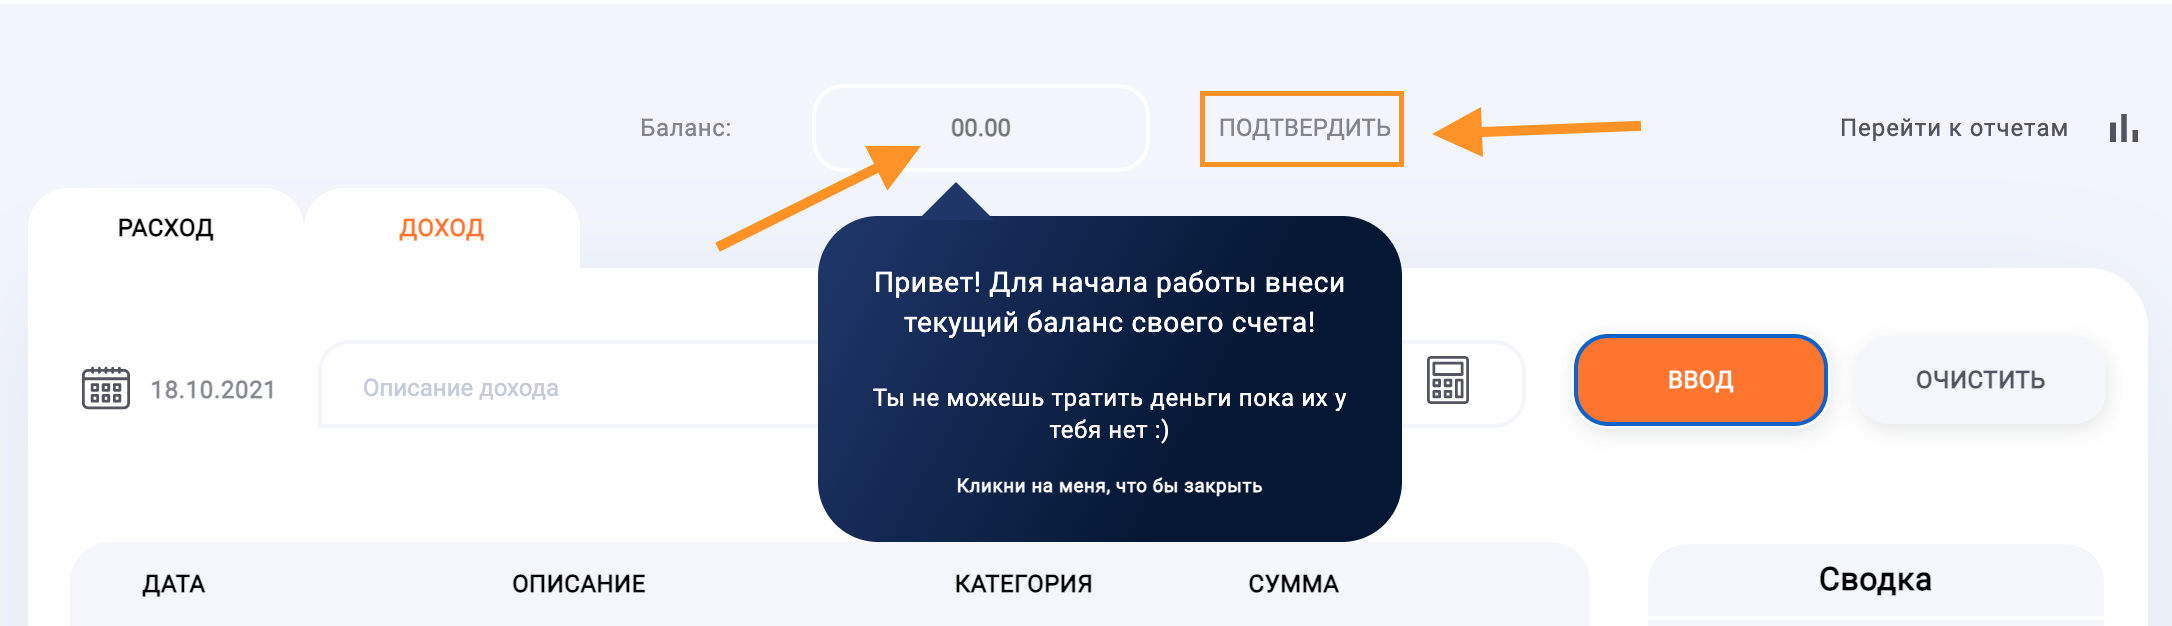 Баланс:
00.00
ПОДТВЕРДИТЬ
Перейти к отчетам
РАСХОД
ДОХОД
Привет! Для начала работы внеси
текущий баланс своего счета!
Ты не можешь тратить деньги пока их у
тебя нет :)
Кликни на меня, что бы закрыть
18.10.2021
Описание дохода
ВВОД
ОЧИСТИТЬ
ДАТА
ОПИСАНИЕ
КАТЕГОРИЯ
СУММА
Сводка